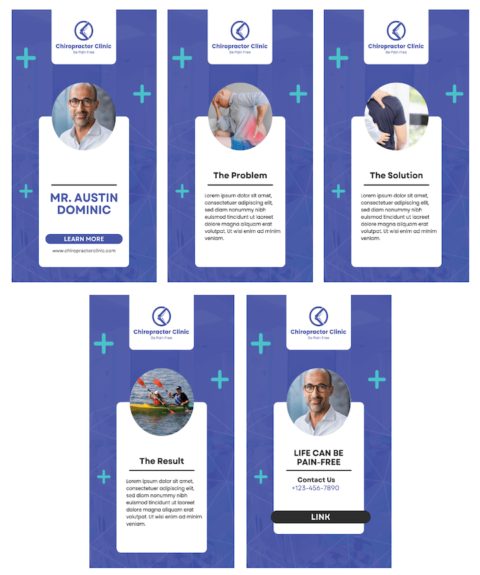 Chiropractor Clinic
Be Pain Free
MR. AUSTIN
DOMINIC
LEARN MORE
www.chiropractorclinic.com
Chiropractor Clinic
Be Pain Free
The Problem
Lorem ipsum dolor sit amet,
consectetuer adipiscing elit,
sed diam nonummy nibh
euismod tincidunt ut laoreet
dolore magna aliquam erat
volutpat. Ut wisi enim ad minim
veniam.
Chiropractor Clinic
Be Pain Free
The Solution
Lorem ipsum dolor sit amet,
consectetuer adipiscing elit,
sed diam nonummy nibh
euismod tincidunt ut laoreet
dolore magna aliquam erat
volutpat. Ut wisi enim ad minim
veniam.
Chiropractor Clinic
Be Pain Free
The Result
Lorem ipsum dolor sit amet,
consectetuer adipiscing elit,
sed diam nonummy nibh
euismod tincidunt ut laoreet
dolore magna aliquam erat
volutpat. Ut wisi enim ad minim
veniam.
Chiropractor Clinic
Be Pain Free
LIFE CAN BE
PAIN-FREE
Contact Us
+123-456-7890
LINK